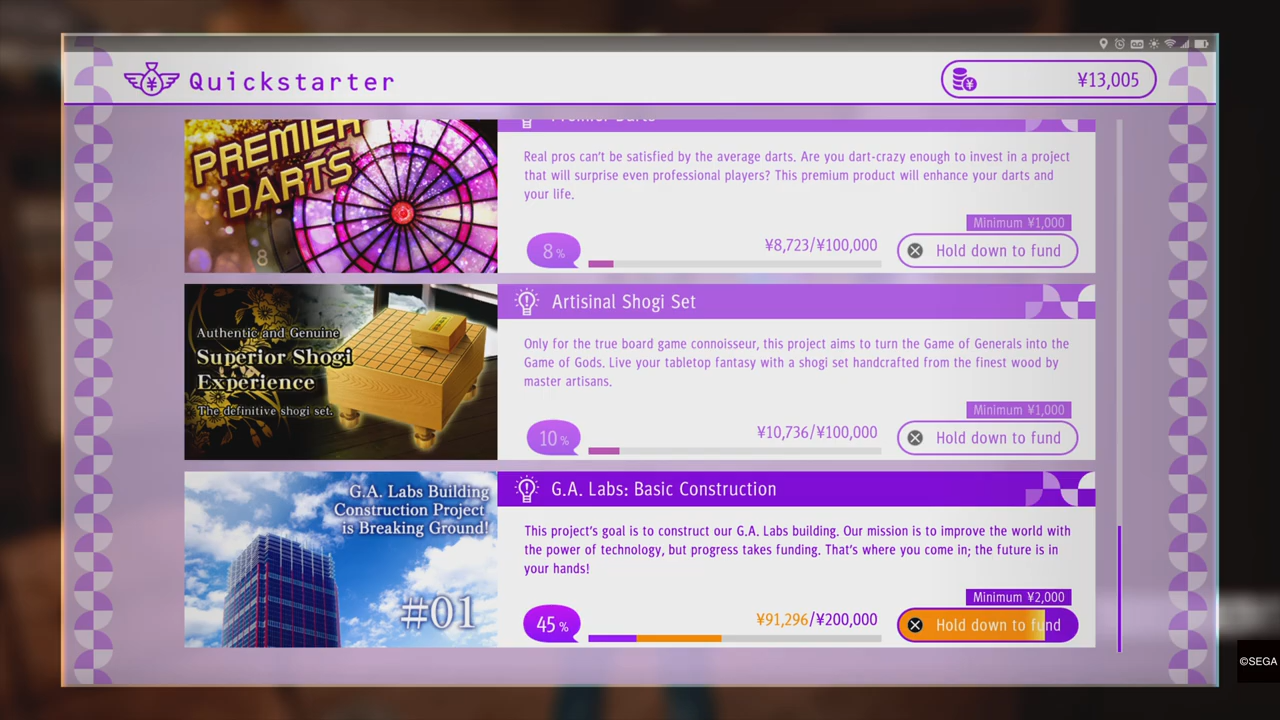 Quickstarter
¥13,005
PREMIER
DARTS
8
Premier Darts
Real pros can't be satisfied by the average darts. Are you dart-crazy enough to invest in a project
that will surprise even professional players? This premium product will enhance your darts and
your life.
Minimum ¥1,000
8%
¥8,723/¥100,000
Hold down to fund
Authentic and Genuine
Superior Shogi
Experience
The definitive shogi set.
Artisinal Shogi Set
Only for the true board game connoisseur, this project aims to turn the Game of Generals into the
Game of Gods. Live your tabletop fantasy with a shogi set handcrafted from the finest wood by
master artisans.
Minimum ¥1,000
10%
¥10,736/¥100,000
Hold down to fund
G.A. Labs Building
Construction Project
is Breaking Ground!
#01
G.A. Labs: Basic Construction
This project's goal is to construct our G.A. Labs building. Our mission is to improve the world with
the power of technology, but progress takes funding. That's where you come in; the future is in
your hands!
Minimum ¥2,000
45%
¥91,296/¥200,000
Hold down to fund
©SEGA